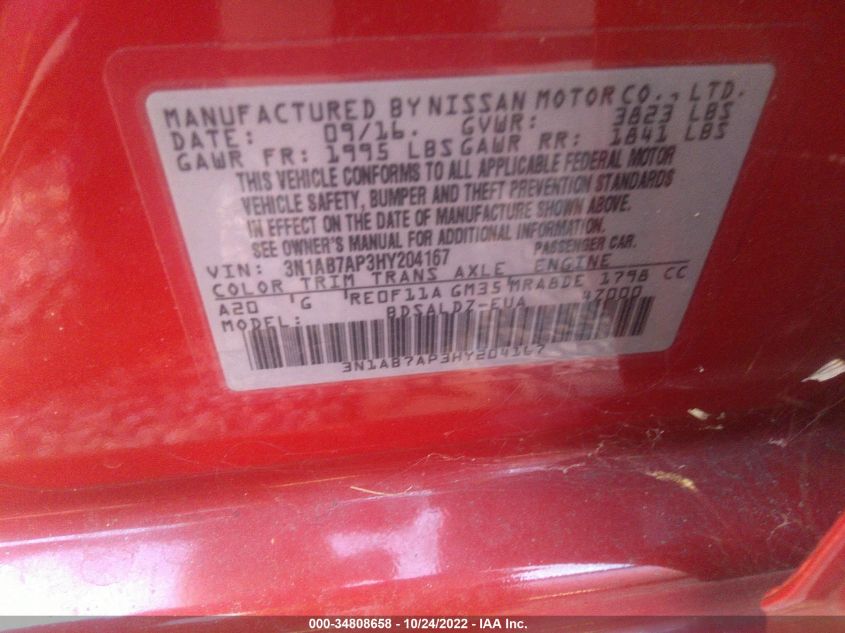 MANUFACTURED BY NISSAN MOTOR CO., LTD.
DATE: 09/16. GVWR: 3823 LBS
GAWR FR: 1995 LBS GAWR RR: 1841 LBS
THIS VEHICLE CONFORMS TO ALL APPLICABLE FEDERAL MOTOR
VEHICLE SAFETY, BUMPER AND THEFT PREVENTION STANDARDS
IN EFFECT ON THE DATE OF MANUFACTURE SHOWN ABOVE.
SEE OWNER'S MANUAL FOR ADDITIONAL INFORMATION.
VIN: 3N1AB7AP3HY204167 PASSENGER CAR.
COLOR TRIM TRANS AXLE ENGINE
A20 G RE0F11A GM35 MRA8DE 1798 CC
MODEL: BDSALDZ-EUA 47000
3N1AB7AP3HY204167
000-34808658 - 10/24/2022 - IAA Inc.